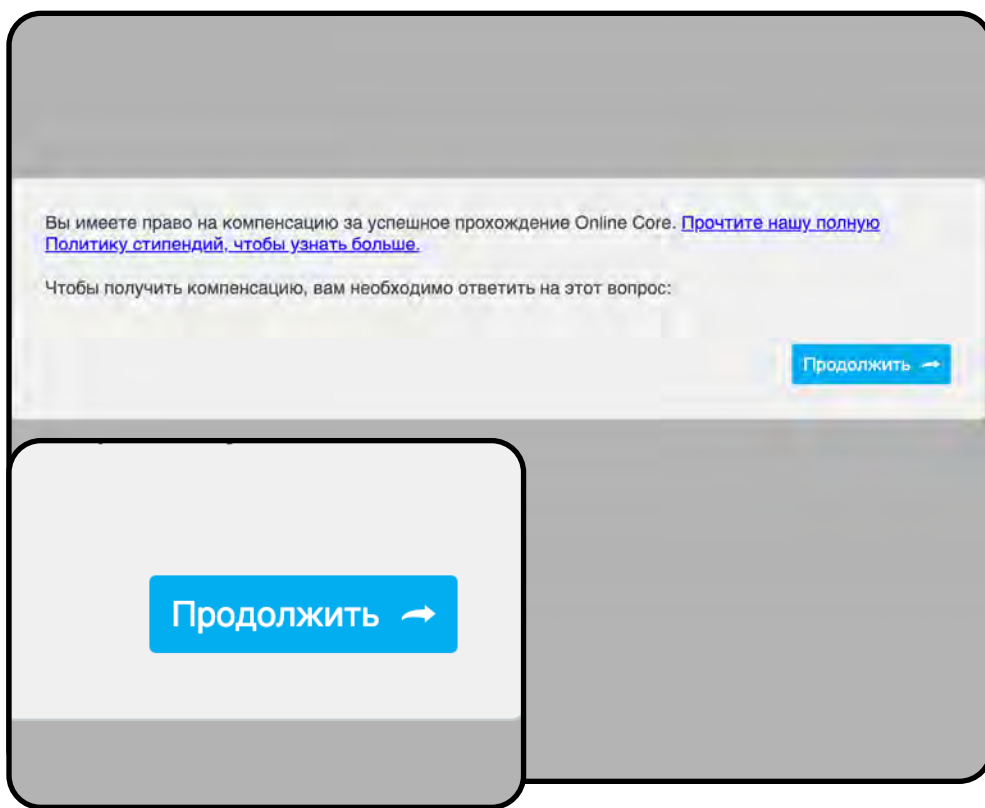 Вы имеете право на компенсацию за успешное прохождение Online Core. Прочтите нашу полную
Политику стипендий, чтобы узнать больше.
Чтобы получить компенсацию, вам необходимо ответить на этот вопрос:
Продолжить
Продолжить